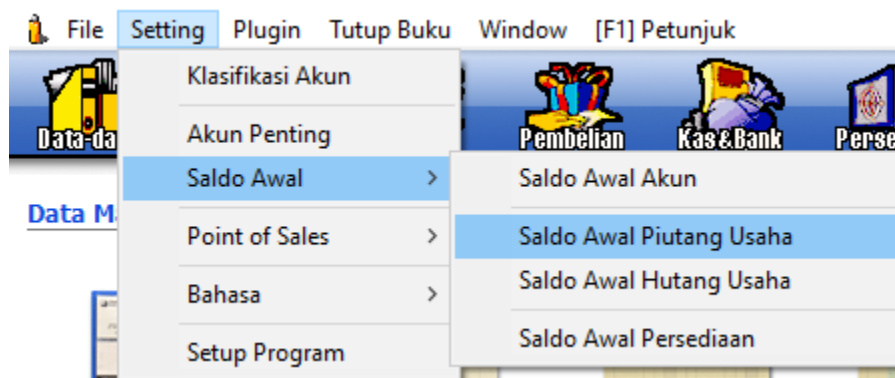 File Setting Plugin Tutup Buku Window [F1] Petunjuk
Klasifikasi Akun
Akun Penting
Pembelian Kas&Bank
Saldo Awal > Saldo Awal Akun
Data
Point of Sales > Saldo Awal Piutang Usaha
Bahasa > Saldo Awal Hutang Usaha
Setup Program Saldo Awal Persediaan